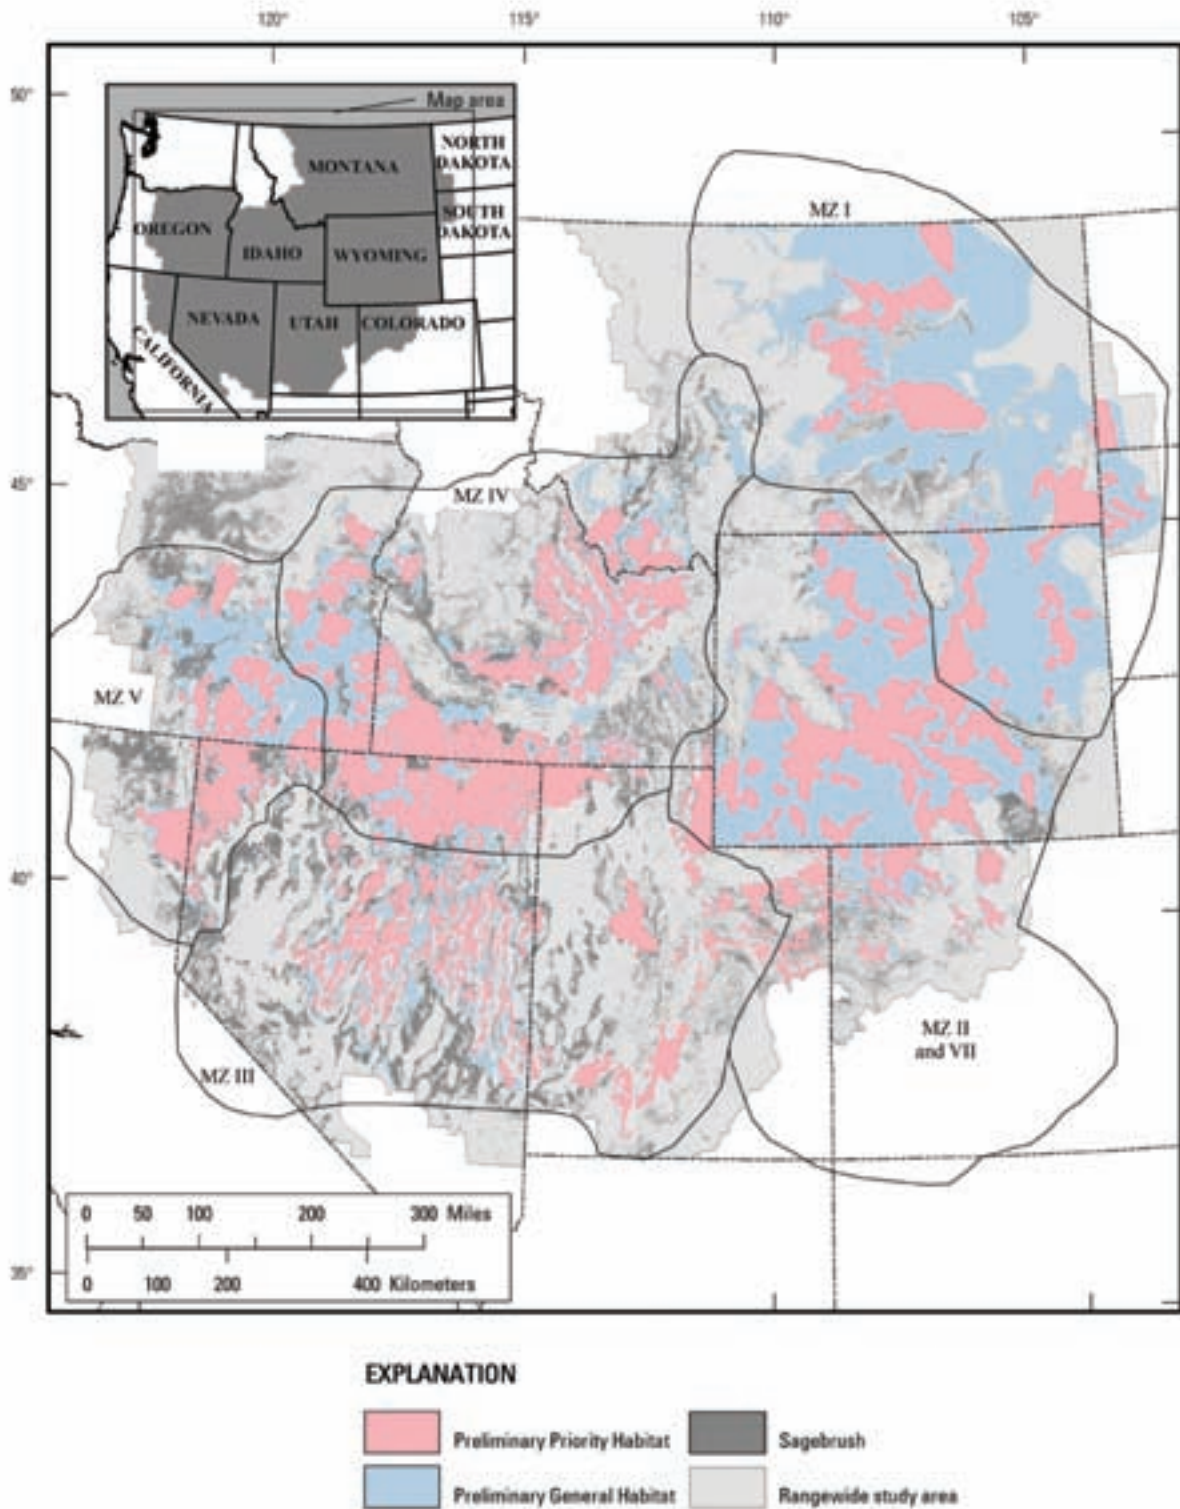 120° 115° 110° 105°
50°
Map area
NORTH
DAKOTA
MONTANA
SOUTH
DAKOTA
OREGON
IDAHO
WYOMING
NEVADA
UTAH
COLORADO
CALIFORNIA
MZ I
45°
MZ IV
MZ V
40°
MZ II
and VII
MZ III
0 50 100 200 300 Miles
0 100 200 400 Kilometers
35°
EXPLANATION
Preliminary Priority Habitat
Sagebrush
Preliminary General Habitat
Rangewide study area